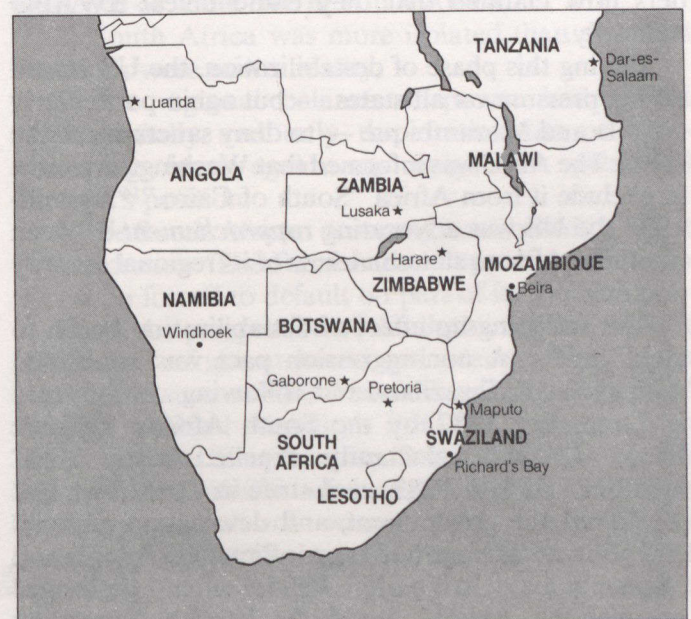 TANZANIA
Dar-es-
Salaam
Luanda
MALAWI
ANGOLA
ZAMBIA
Lusaka
Harare
MOZAMBIQUE
ZIMBABWE
Beira
NAMIBIA
BOTSWANA
Windhoek
Gaborone
Pretoria
Maputo
SOUTH
AFRICA
SWAZILAND
Richard's Bay
LESOTHO